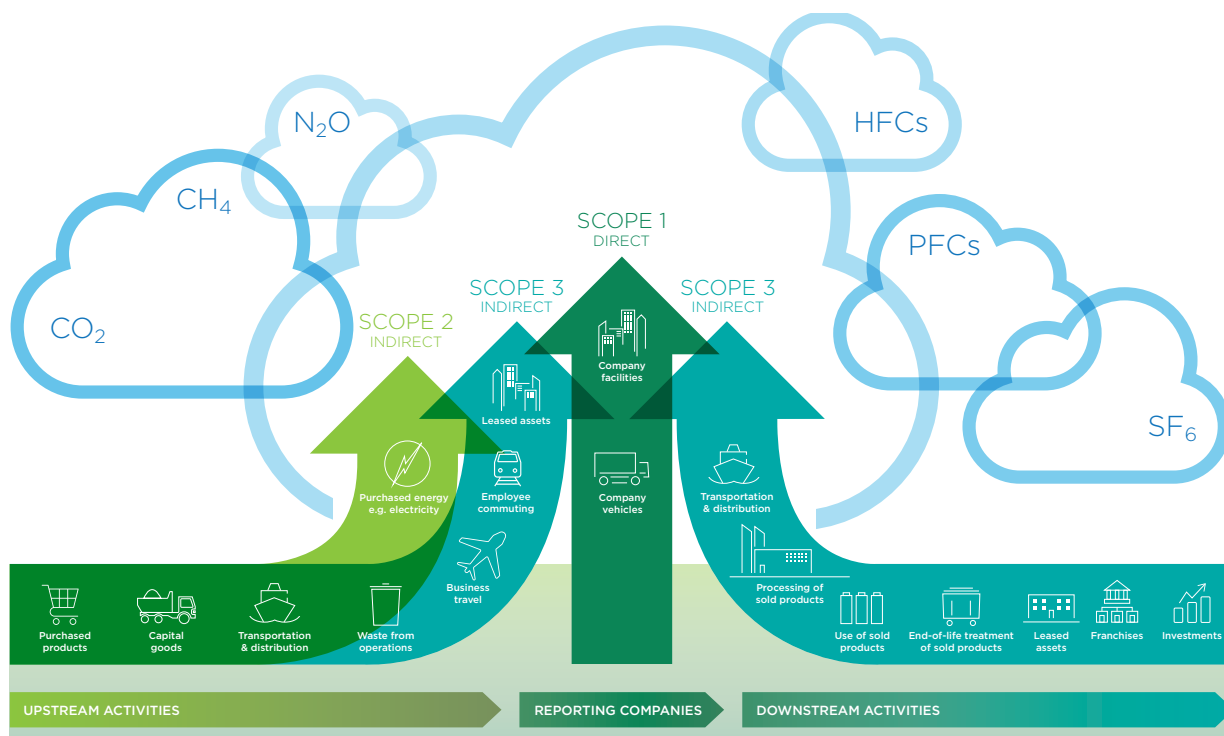 N₂O
HFCs
CH₄
CO₂
PFCs
SF₆
SCOPE 1
DIRECT
SCOPE 3
INDIRECT
SCOPE 3
INDIRECT
SCOPE 2
INDIRECT
Company
facilities
Leased assets
Purchased energy
e.g. electricity
Employee
commuting
Company
vehicles
Transportation
& distribution
Business
travel
Processing of
sold products
Purchased
products
Capital
goods
Transportation
& distribution
Waste from
operations
Use of sold
products
End-of-life treatment
of sold products
Leased
assets
Franchises
Investments
UPSTREAM ACTIVITIES
REPORTING COMPANIES
DOWNSTREAM ACTIVITIES